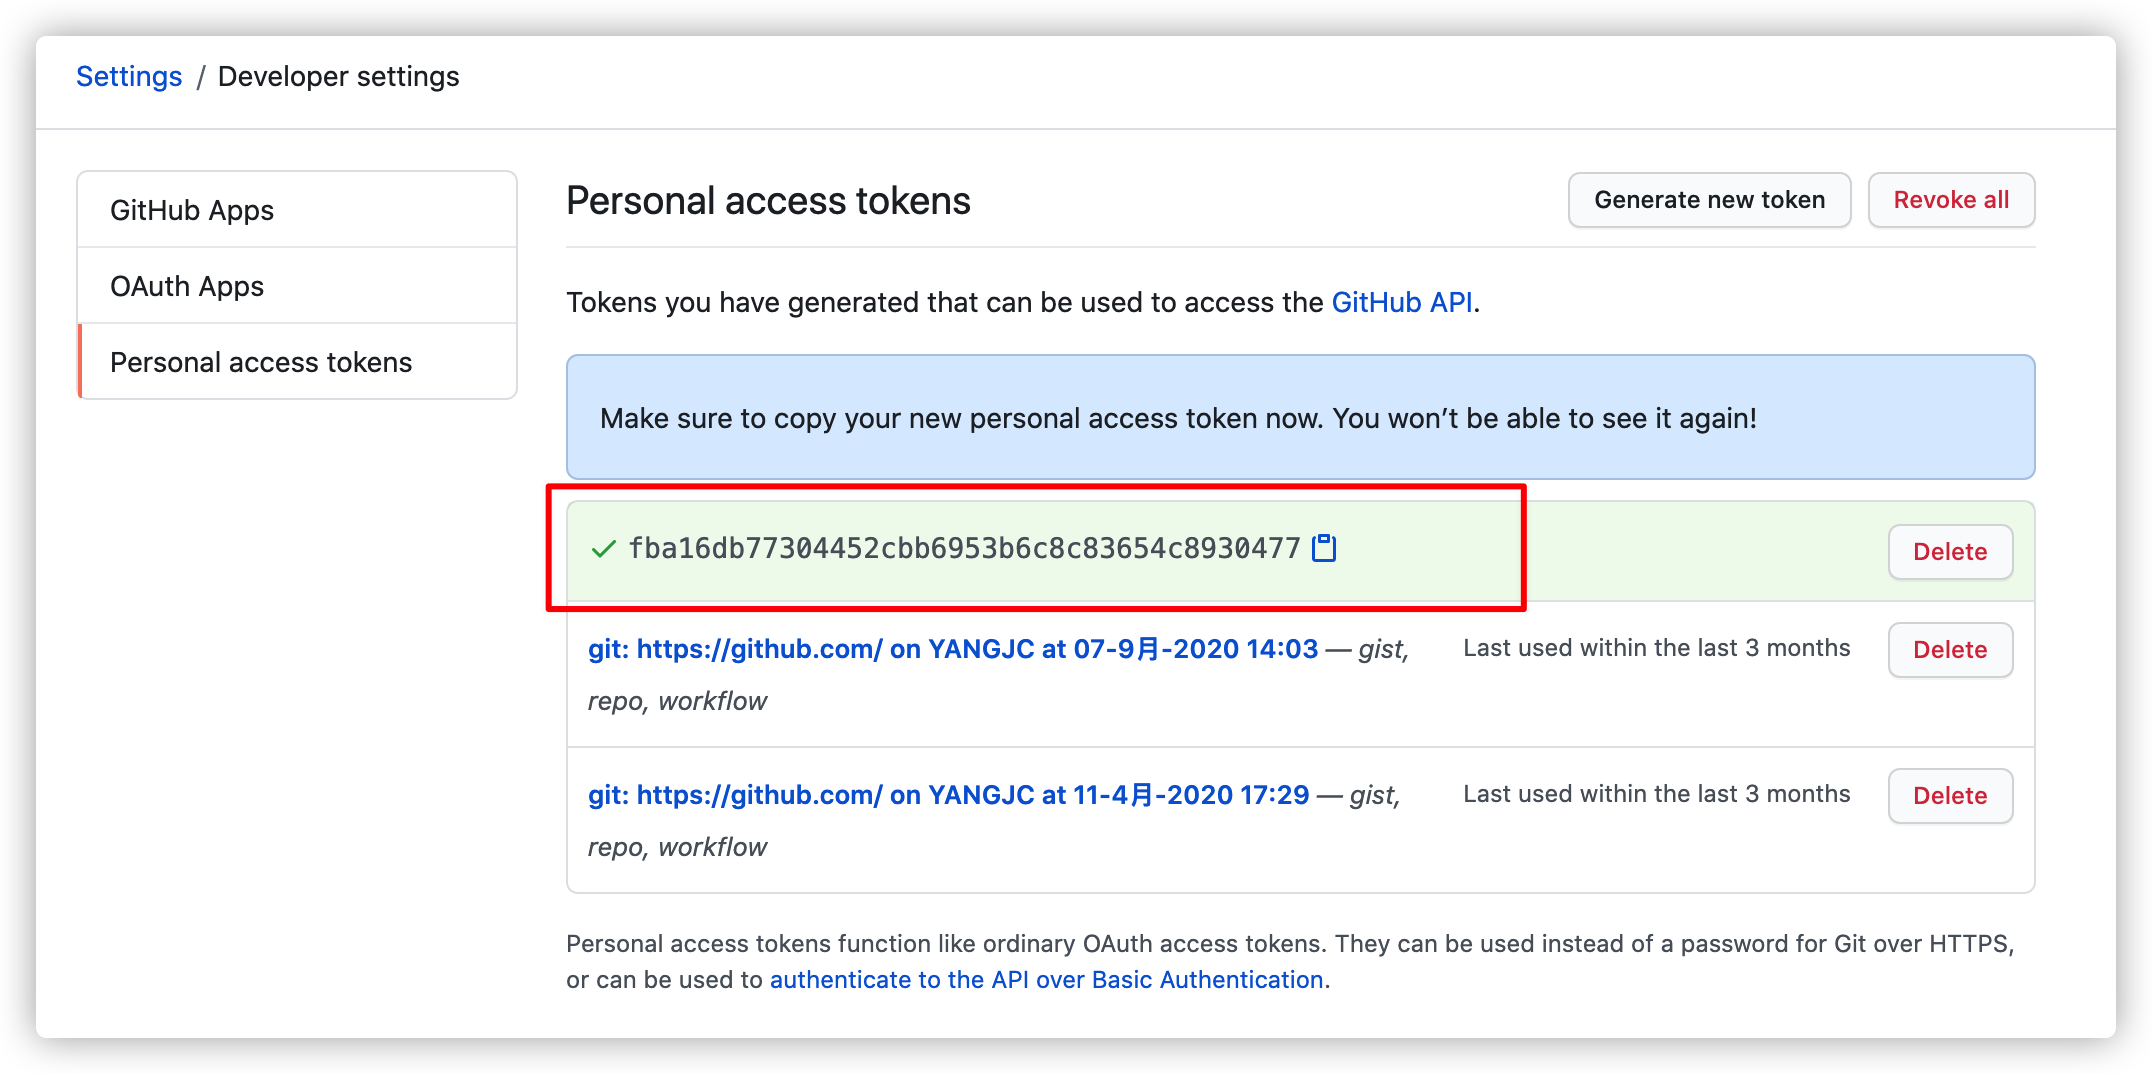 Settings / Developer settings
GitHub Apps
OAuth Apps
Personal access tokens
Personal access tokens
Generate new token
Revoke all
Tokens you have generated that can be used to access the GitHub API.
Make sure to copy your new personal access token now. You won’t be able to see it again!
fba16db77304452cbb6953b6c8c83654c8930477
Delete
git: https://github.com/ on YANGJC at 07-9月-2020 14:03 — gist,
repo, workflow
Last used within the last 3 months
Delete
git: https://github.com/ on YANGJC at 11-4月-2020 17:29 — gist,
repo, workflow
Last used within the last 3 months
Delete
Personal access tokens function like ordinary OAuth access tokens. They can be used instead of a password for Git over HTTPS,
or can be used to authenticate to the API over Basic Authentication.